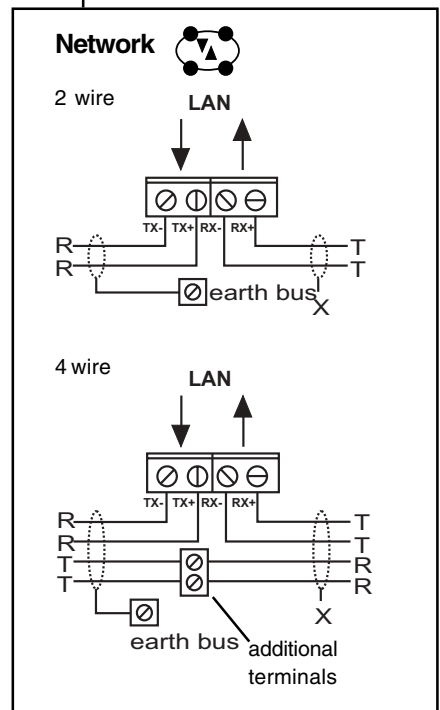 Network
2 wire
LAN
TX- TX+ RX- RX+
R T
R T
earth bus
X
4 wire
LAN
TX- TX+ RX- RX+
R T
R T
T R
T R
X
earth bus
additional
terminals